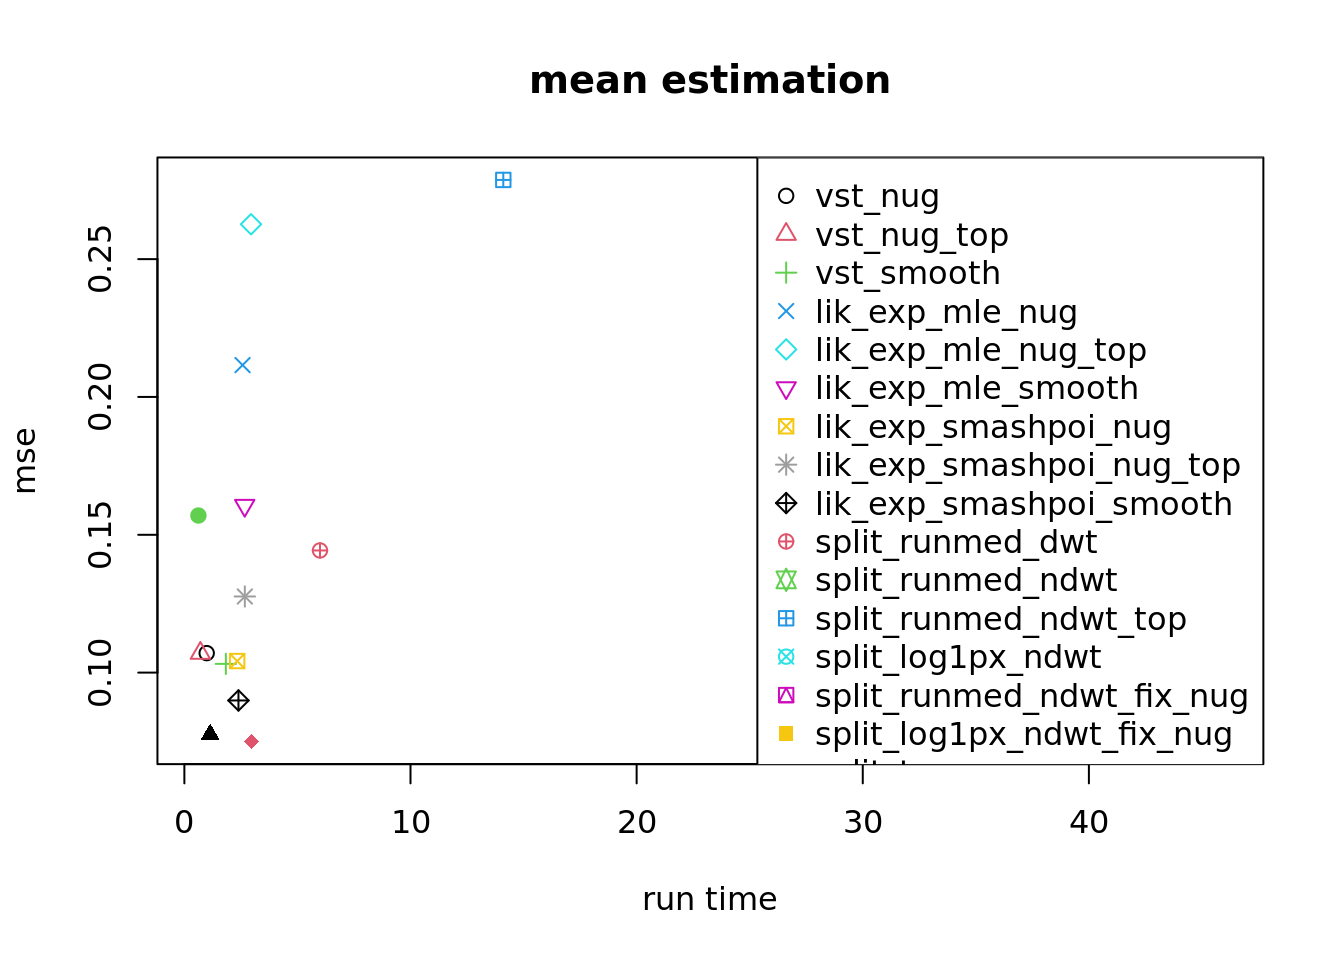 mean estimation
mse
0.25
0.20
0.15
0.10
vst_nug
vst_nug_top
vst_smooth
lik_exp_mle_nug
lik_exp_mle_nug_top
lik_exp_mle_smooth
lik_exp_smashpoi_nug
lik_exp_smashpoi_nug_top
lik_exp_smashpoi_smooth
split_runmed_dwt
split_runmed_ndwt
split_runmed_ndwt_top
split_log1px_ndwt
split_runmed_ndwt_fix_nug
split_log1px_ndwt_fix_nug
0 10 20 30 40
run time